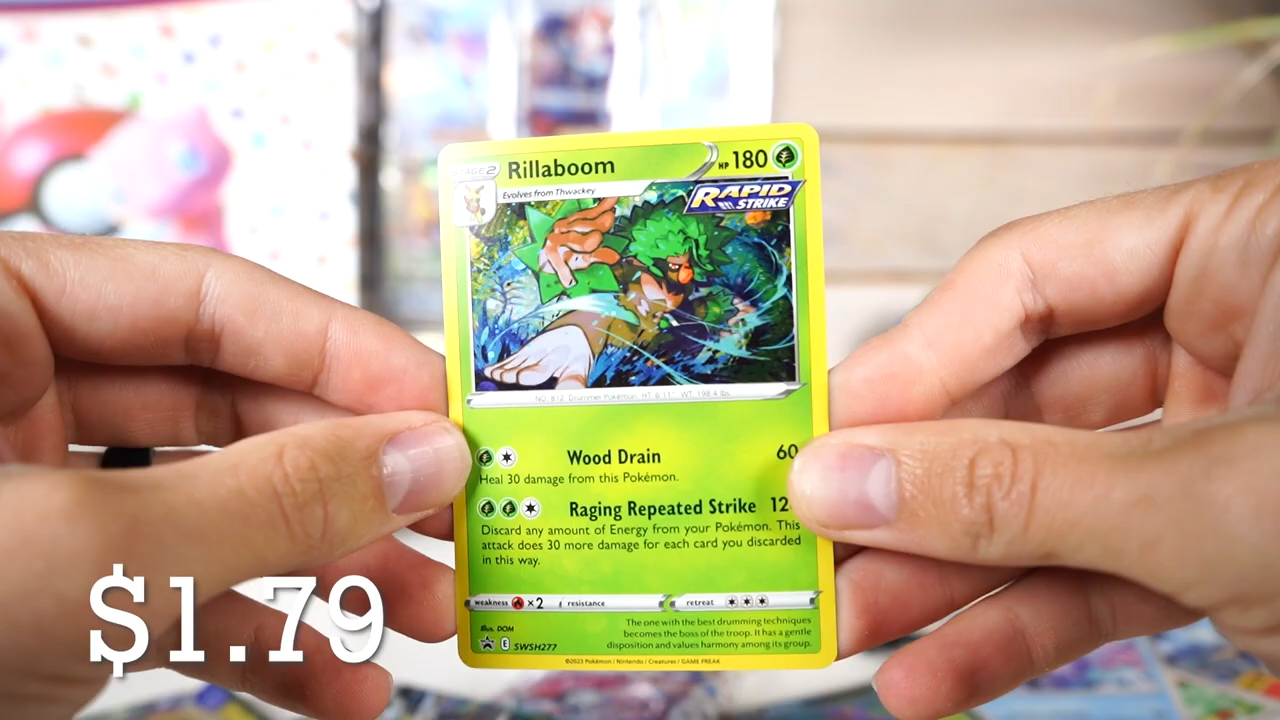 STAGE 2 Rillaboom HP 180
Evolves from Thwackey
RAPID
STRIKE
NO. 812 Drummer Pokémon HT: 6'11" WT: 198.4 lbs.
Wood Drain 60
Heal 30 damage from this Pokémon.
Raging Repeated Strike 12
Discard any amount of Energy from your Pokémon. This
attack does 30 more damage for each card you discarded
in this way.
weakness ×2 resistance retreat
Illus. DOM
E SWSH277
The one with the best drumming techniques
becomes the boss of the troop. It has a gentle
disposition and values harmony among its group.
©2023 Pokémon / Nintendo / Creatures / GAME FREAK
$1.79